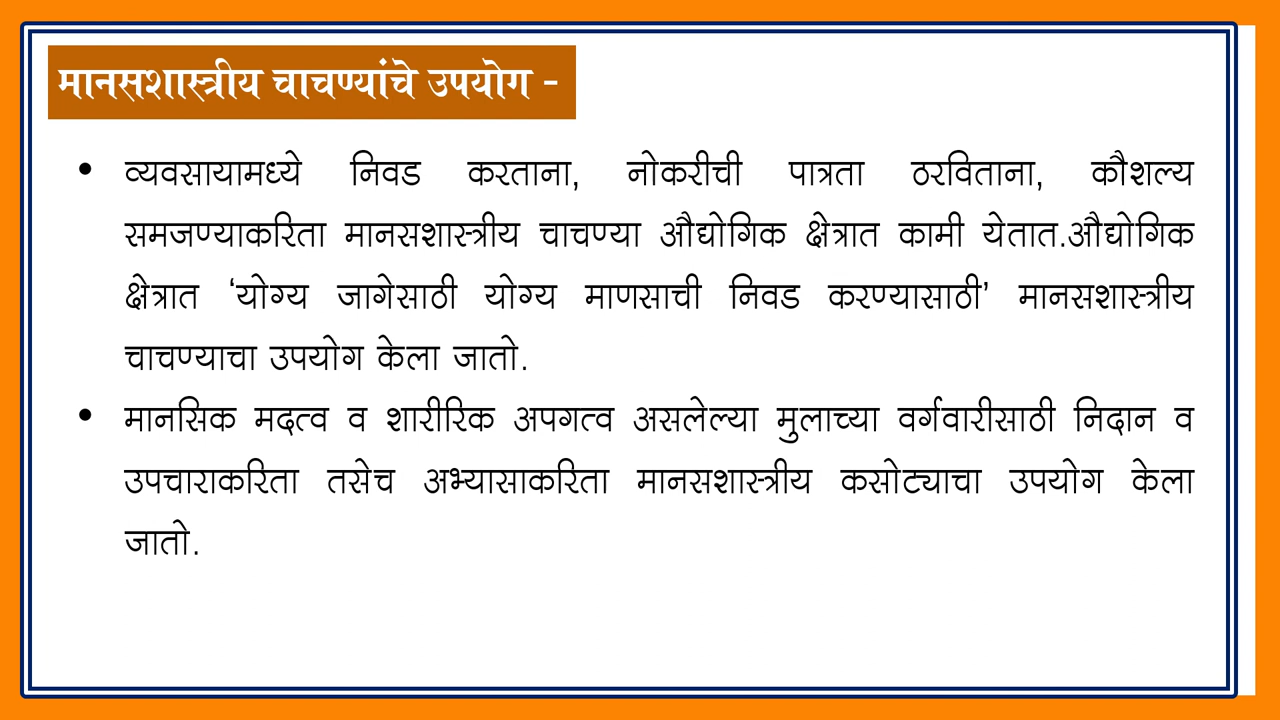 मानसशास्त्रीय चाचण्यांचे उपयोग -
• व्यवसायामध्ये निवड करताना, नोकरीची पात्रता ठरविताना, कौशल्य
समजण्याकरिता मानसशास्त्रीय चाचण्या औद्योगिक क्षेत्रात कामी येतात.औद्योगिक
क्षेत्रात ‘योग्य जागेसाठी योग्य माणसाची निवड करण्यासाठी’ मानसशास्त्रीय
चाचण्याचा उपयोग केला जातो.
• मानसिक मदत्व व शारीरिक अपगत्व असलेल्या मुलाच्या वर्गवारीसाठी निदान व
उपचाराकरिता तसेच अभ्यासाकरिता मानसशास्त्रीय कसोट्याचा उपयोग केला
जातो.